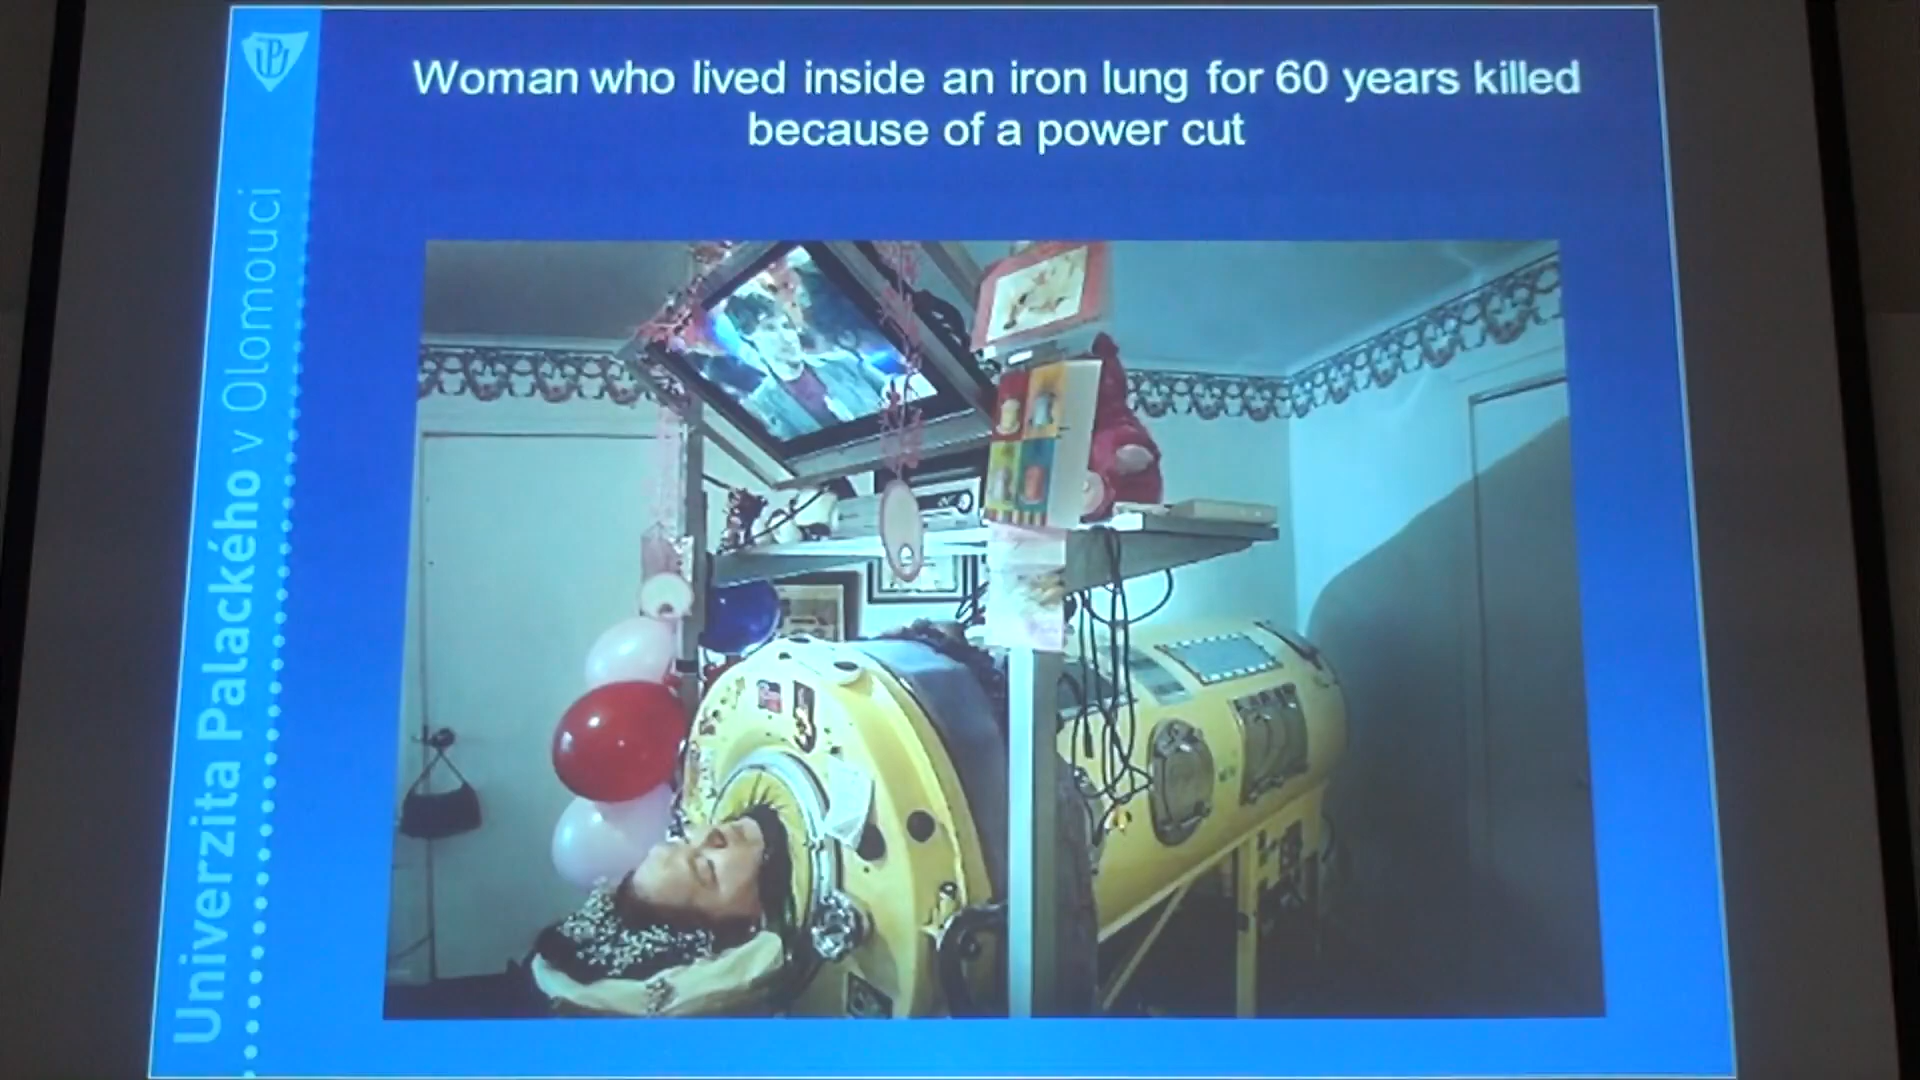 Woman who lived inside an iron lung for 60 years killed
because of a power cut
Univerzita Palackého v Olomouci